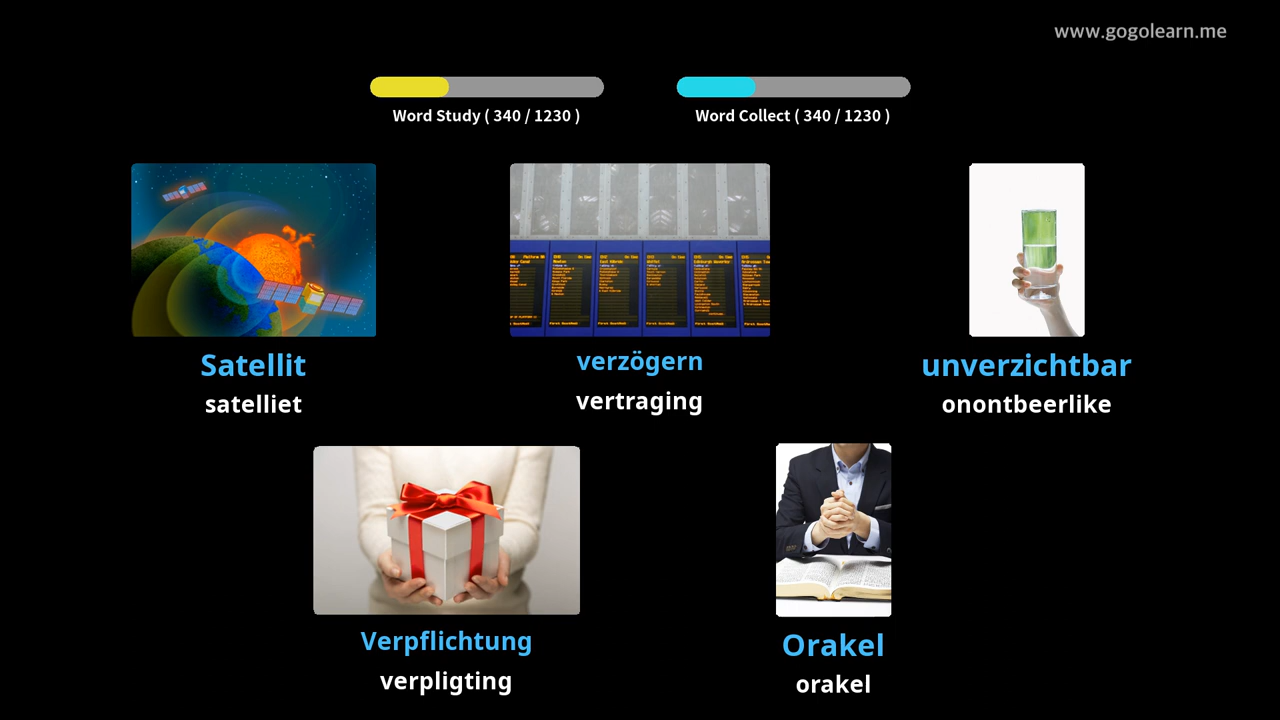 www.gogolearn.me
Word Study ( 340 / 1230 )
Word Collect ( 340 / 1230 )
Satellit
satelliet
verzögern
vertraging
unverzichtbar
onontbeerlike
Verpflichtung
verpligting
Orakel
orakel